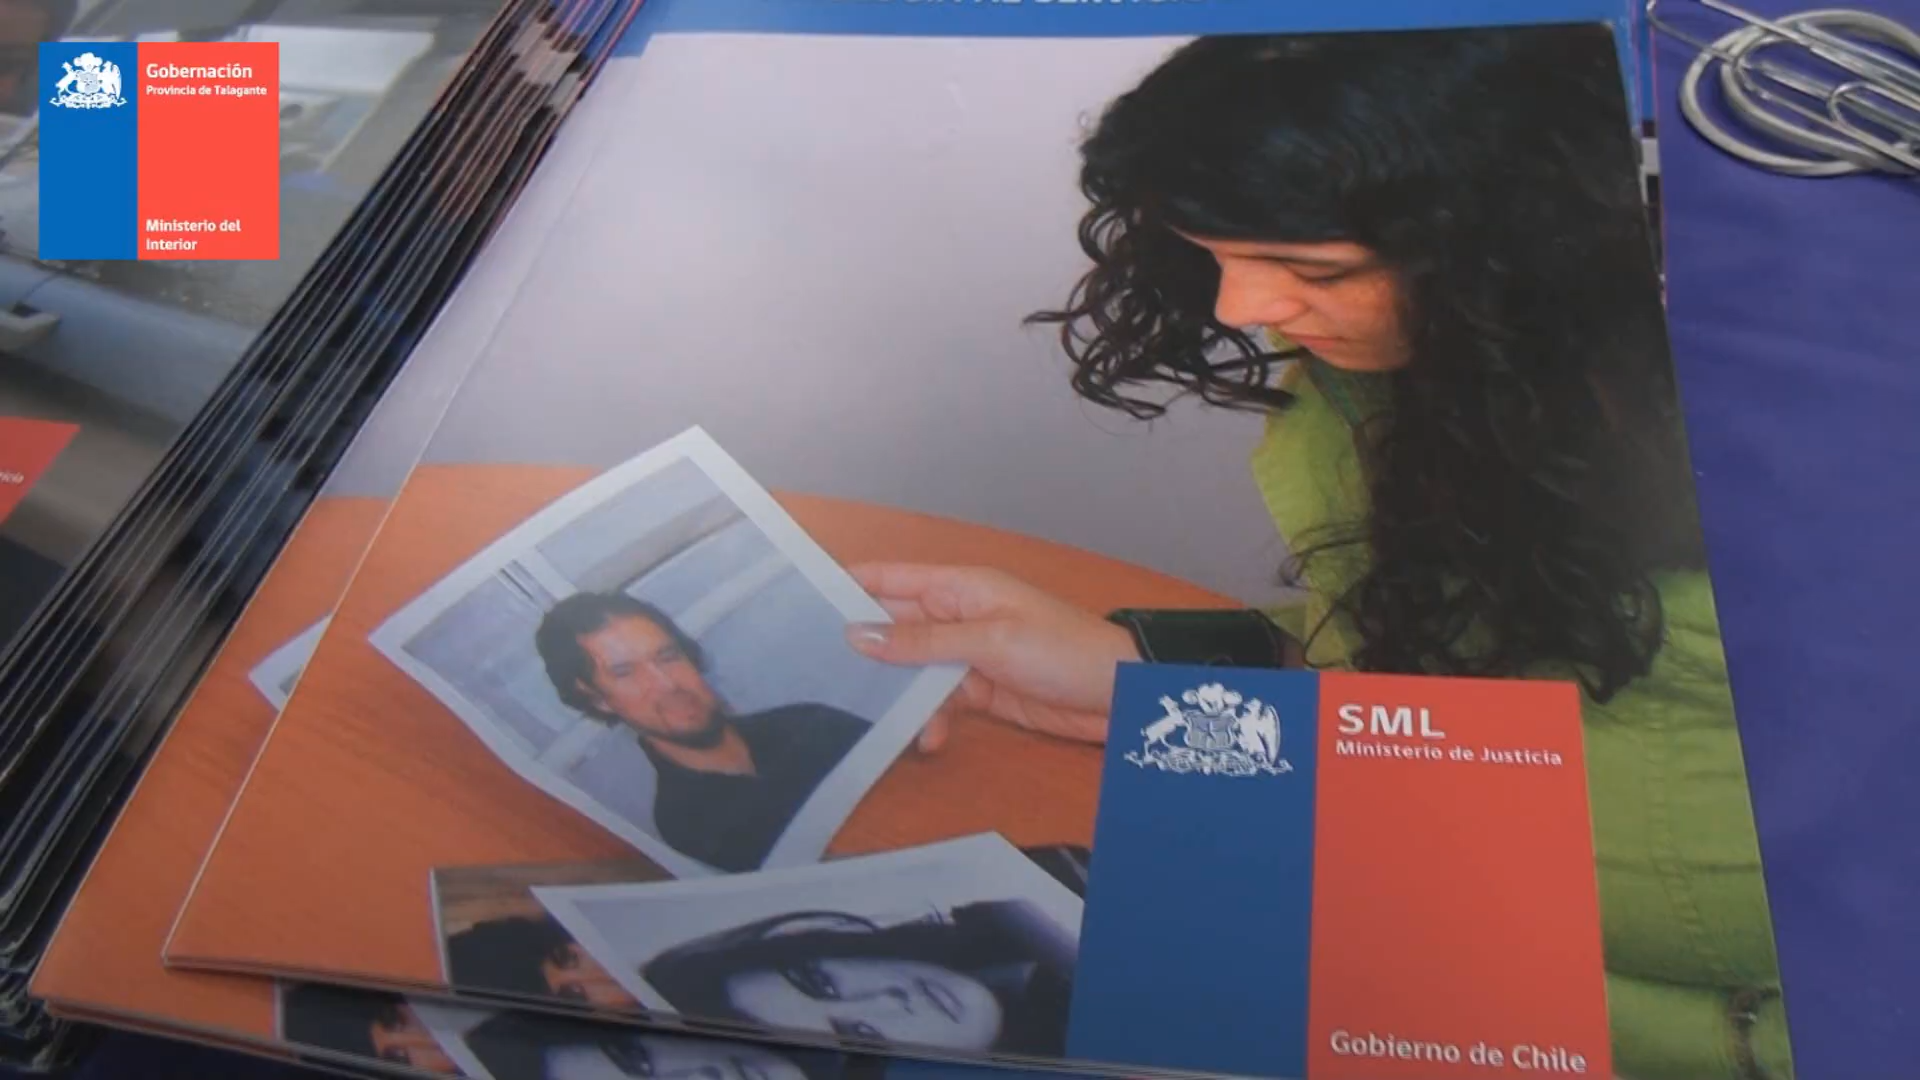 Gobernación
Provincia de Talagante
Ministerio del
Interior
SML
Ministerio de Justicia
Gobierno de Chile